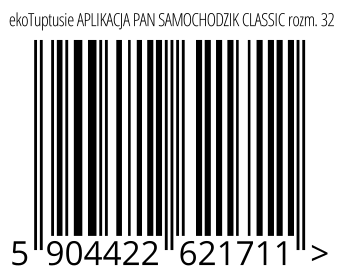 ekoTuptusie APLIKACJA PAN SAMOCHODZIK CLASSIC rozm. 32
5 904422 621711 >